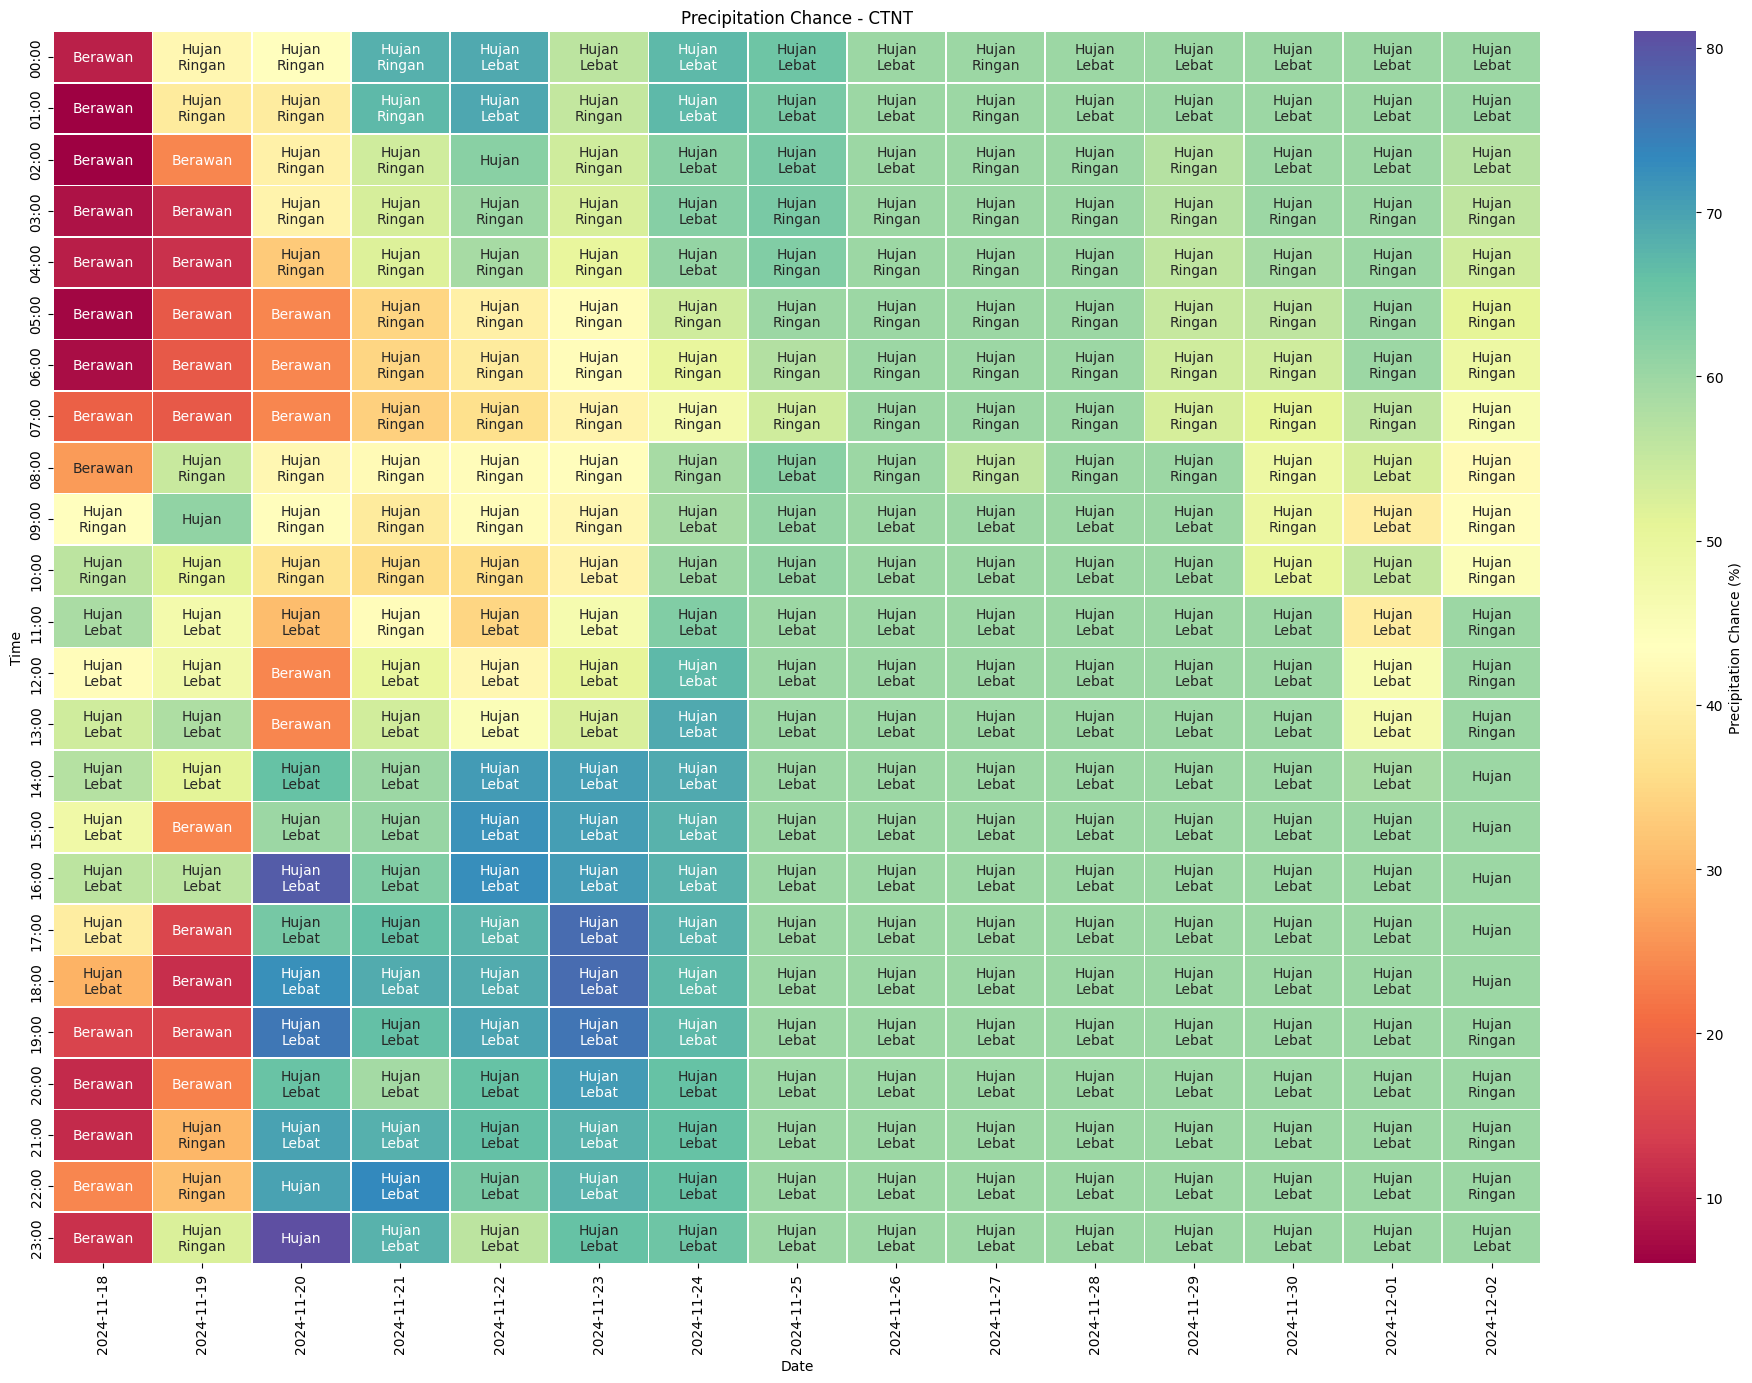 Precipitation Chance - CTNT
00:00 Berawan Hujan Ringan Hujan Ringan Hujan Ringan Hujan Lebat Hujan Lebat Hujan Lebat Hujan Lebat Hujan Lebat Hujan Ringan Hujan Lebat Hujan Lebat Hujan Lebat Hujan Lebat Hujan Lebat
01:00 Berawan Hujan Ringan Hujan Ringan Hujan Ringan Hujan Lebat Hujan Ringan Hujan Lebat Hujan Lebat Hujan Lebat Hujan Ringan Hujan Lebat Hujan Lebat Hujan Lebat Hujan Lebat Hujan Lebat
02:00 Berawan Berawan Hujan Ringan Hujan Ringan Hujan Hujan Ringan Hujan Lebat Hujan Lebat Hujan Lebat Hujan Ringan Hujan Ringan Hujan Ringan Hujan Lebat Hujan Lebat Hujan Lebat
03:00 Berawan Berawan Hujan Ringan Hujan Ringan Hujan Ringan Hujan Ringan Hujan Lebat Hujan Ringan Hujan Ringan Hujan Ringan Hujan Ringan Hujan Ringan Hujan Ringan Hujan Ringan Hujan Ringan
04:00 Berawan Berawan Hujan Ringan Hujan Ringan Hujan Ringan Hujan Ringan Hujan Lebat Hujan Ringan Hujan Ringan Hujan Ringan Hujan Ringan Hujan Ringan Hujan Ringan Hujan Ringan Hujan Ringan
05:00 Berawan Berawan Berawan Hujan Ringan Hujan Ringan Hujan Ringan Hujan Ringan Hujan Ringan Hujan Ringan Hujan Ringan Hujan Ringan Hujan Ringan Hujan Ringan Hujan Ringan Hujan Ringan
06:00 Berawan Berawan Berawan Hujan Ringan Hujan Ringan Hujan Ringan Hujan Ringan Hujan Ringan Hujan Ringan Hujan Ringan Hujan Ringan Hujan Ringan Hujan Ringan Hujan Ringan Hujan Ringan
07:00 Berawan Berawan Berawan Hujan Ringan Hujan Ringan Hujan Ringan Hujan Ringan Hujan Ringan Hujan Ringan Hujan Ringan Hujan Ringan Hujan Ringan Hujan Ringan Hujan Ringan Hujan Ringan
08:00 Berawan Hujan Ringan Hujan Ringan Hujan Ringan Hujan Ringan Hujan Ringan Hujan Ringan Hujan Lebat Hujan Ringan Hujan Ringan Hujan Ringan Hujan Ringan Hujan Ringan Hujan Lebat Hujan Ringan
09:00 Hujan Ringan Hujan Hujan Ringan Hujan Ringan Hujan Ringan Hujan Ringan Hujan Lebat Hujan Lebat Hujan Lebat Hujan Lebat Hujan Lebat Hujan Lebat Hujan Ringan Hujan Lebat Hujan Ringan
10:00 Hujan Ringan Hujan Ringan Hujan Ringan Hujan Ringan Hujan Ringan Hujan Lebat Hujan Lebat Hujan Lebat Hujan Lebat Hujan Lebat Hujan Lebat Hujan Lebat Hujan Lebat Hujan Lebat Hujan Ringan
11:00 Hujan Lebat Hujan Lebat Hujan Lebat Hujan Ringan Hujan Lebat Hujan Lebat Hujan Lebat Hujan Lebat Hujan Lebat Hujan Lebat Hujan Lebat Hujan Lebat Hujan Lebat Hujan Lebat Hujan Ringan
12:00 Hujan Lebat Hujan Lebat Berawan Hujan Lebat Hujan Lebat Hujan Lebat Hujan Lebat Hujan Lebat Hujan Lebat Hujan Lebat Hujan Lebat Hujan Lebat Hujan Lebat Hujan Lebat Hujan Ringan
13:00 Hujan Lebat Hujan Lebat Berawan Hujan Lebat Hujan Lebat Hujan Lebat Hujan Lebat Hujan Lebat Hujan Lebat Hujan Lebat Hujan Lebat Hujan Lebat Hujan Lebat Hujan Lebat Hujan Ringan
14:00 Hujan Lebat Hujan Lebat Hujan Lebat Hujan Lebat Hujan Lebat Hujan Lebat Hujan Lebat Hujan Lebat Hujan Lebat Hujan Lebat Hujan Lebat Hujan Lebat Hujan Lebat Hujan Lebat Hujan
15:00 Hujan Lebat Berawan Hujan Lebat Hujan Lebat Hujan Lebat Hujan Lebat Hujan Lebat Hujan Lebat Hujan Lebat Hujan Lebat Hujan Lebat Hujan Lebat Hujan Lebat Hujan Lebat Hujan
16:00 Hujan Lebat Hujan Lebat Hujan Lebat Hujan Lebat Hujan Lebat Hujan Lebat Hujan Lebat Hujan Lebat Hujan Lebat Hujan Lebat Hujan Lebat Hujan Lebat Hujan Lebat Hujan Lebat Hujan
17:00 Hujan Lebat Berawan Hujan Lebat Hujan Lebat Hujan Lebat Hujan Lebat Hujan Lebat Hujan Lebat Hujan Lebat Hujan Lebat Hujan Lebat Hujan Lebat Hujan Lebat Hujan Lebat Hujan
18:00 Hujan Lebat Berawan Hujan Lebat Hujan Lebat Hujan Lebat Hujan Lebat Hujan Lebat Hujan Lebat Hujan Lebat Hujan Lebat Hujan Lebat Hujan Lebat Hujan Lebat Hujan Lebat Hujan
19:00 Berawan Berawan Hujan Lebat Hujan Lebat Hujan Lebat Hujan Lebat Hujan Lebat Hujan Lebat Hujan Lebat Hujan Lebat Hujan Lebat Hujan Lebat Hujan Lebat Hujan Lebat Hujan Ringan
20:00 Berawan Berawan Hujan Lebat Hujan Lebat Hujan Lebat Hujan Lebat Hujan Lebat Hujan Lebat Hujan Lebat Hujan Lebat Hujan Lebat Hujan Lebat Hujan Lebat Hujan Lebat Hujan Ringan
21:00 Berawan Hujan Ringan Hujan Lebat Hujan Lebat Hujan Lebat Hujan Lebat Hujan Lebat Hujan Lebat Hujan Lebat Hujan Lebat Hujan Lebat Hujan Lebat Hujan Lebat Hujan Lebat Hujan Ringan
22:00 Berawan Hujan Ringan Hujan Hujan Lebat Hujan Lebat Hujan Lebat Hujan Lebat Hujan Lebat Hujan Lebat Hujan Lebat Hujan Lebat Hujan Lebat Hujan Lebat Hujan Lebat Hujan Ringan
23:00 Berawan Hujan Ringan Hujan Hujan Lebat Hujan Lebat Hujan Lebat Hujan Lebat Hujan Lebat Hujan Lebat Hujan Lebat Hujan Lebat Hujan Lebat Hujan Lebat Hujan Lebat Hujan Lebat
Time
2024-11-18 2024-11-19 2024-11-20 2024-11-21 2024-11-22 2024-11-23 2024-11-24 2024-11-25 2024-11-26 2024-11-27 2024-11-28 2024-11-29 2024-11-30 2024-12-01 2024-12-02
Date
80
70
60
50
40
30
20
10
Precipitation Chance (%)